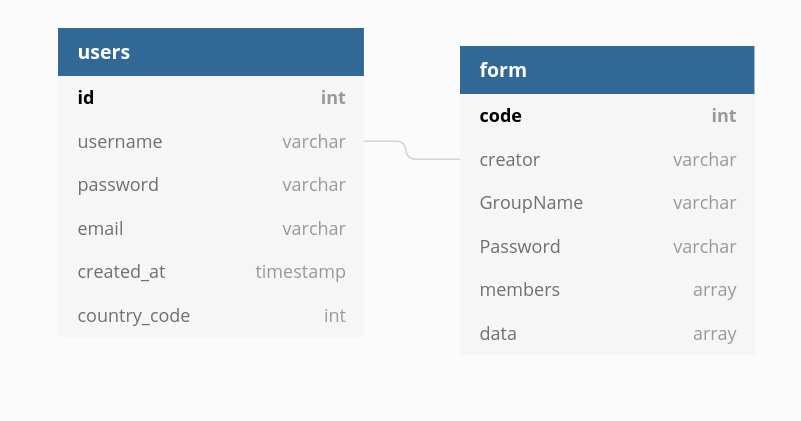 users
id int
username varchar
password varchar
email varchar
created_at timestamp
country_code int
form
code int
creator varchar
GroupName varchar
Password varchar
members array
data array